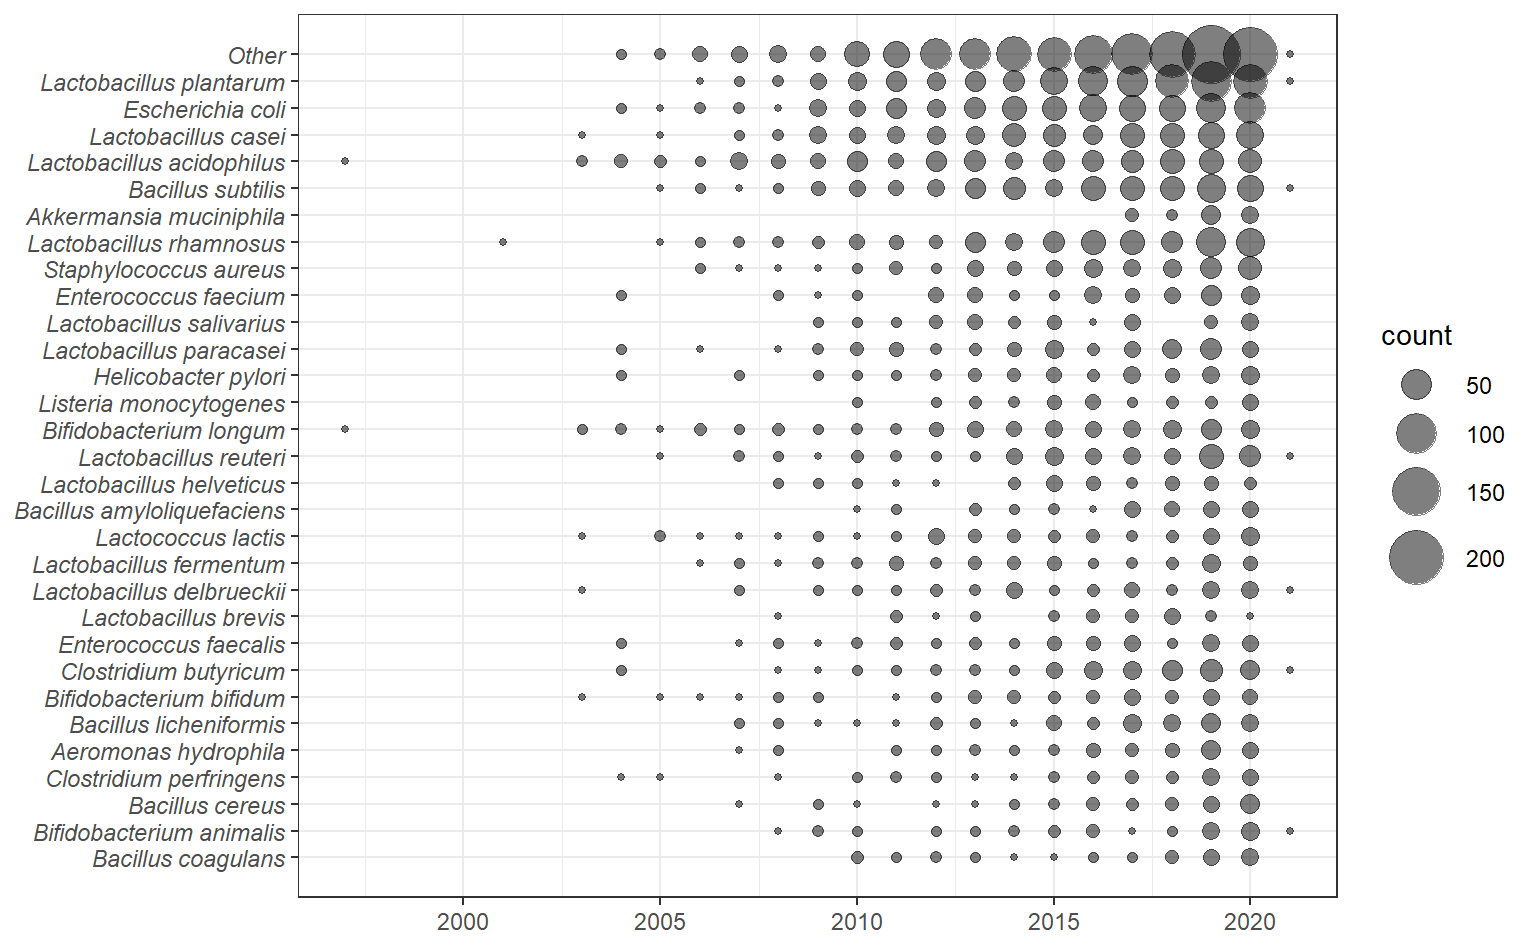 Other
Lactobacillus plantarum
Escherichia coli
Lactobacillus casei
Lactobacillus acidophilus
Bacillus subtilis
Akkermansia muciniphila
Lactobacillus rhamnosus
Staphylococcus aureus
Enterococcus faecium
Lactobacillus salivarius
Lactobacillus paracasei
Helicobacter pylori
Listeria monocytogenes
Bifidobacterium longum
Lactobacillus reuteri
Lactobacillus helveticus
Bacillus amyloliquefaciens
Lactococcus lactis
Lactobacillus fermentum
Lactobacillus delbrueckii
Lactobacillus brevis
Enterococcus faecalis
Clostridium butyricum
Bifidobacterium bifidum
Bacillus licheniformis
Aeromonas hydrophila
Clostridium perfringens
Bacillus cereus
Bifidobacterium animalis
Bacillus coagulans
2000 2005 2010 2015 2020
count
50
100
150
200